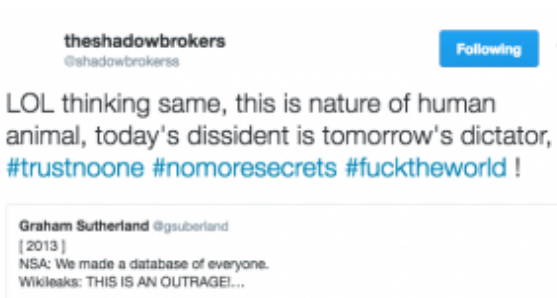 theshadowbrokers
@shadowbrokerss
Following
LOL thinking same, this is nature of human
animal, today's dissident is tomorrow's dictator,
#trustnoone #nomoresecrets #fucktheworld !
Graham Sutherland @gsuberland
[ 2013 ]
NSA: We made a database of everyone.
Wikileaks: THIS IS AN OUTRAGE!...